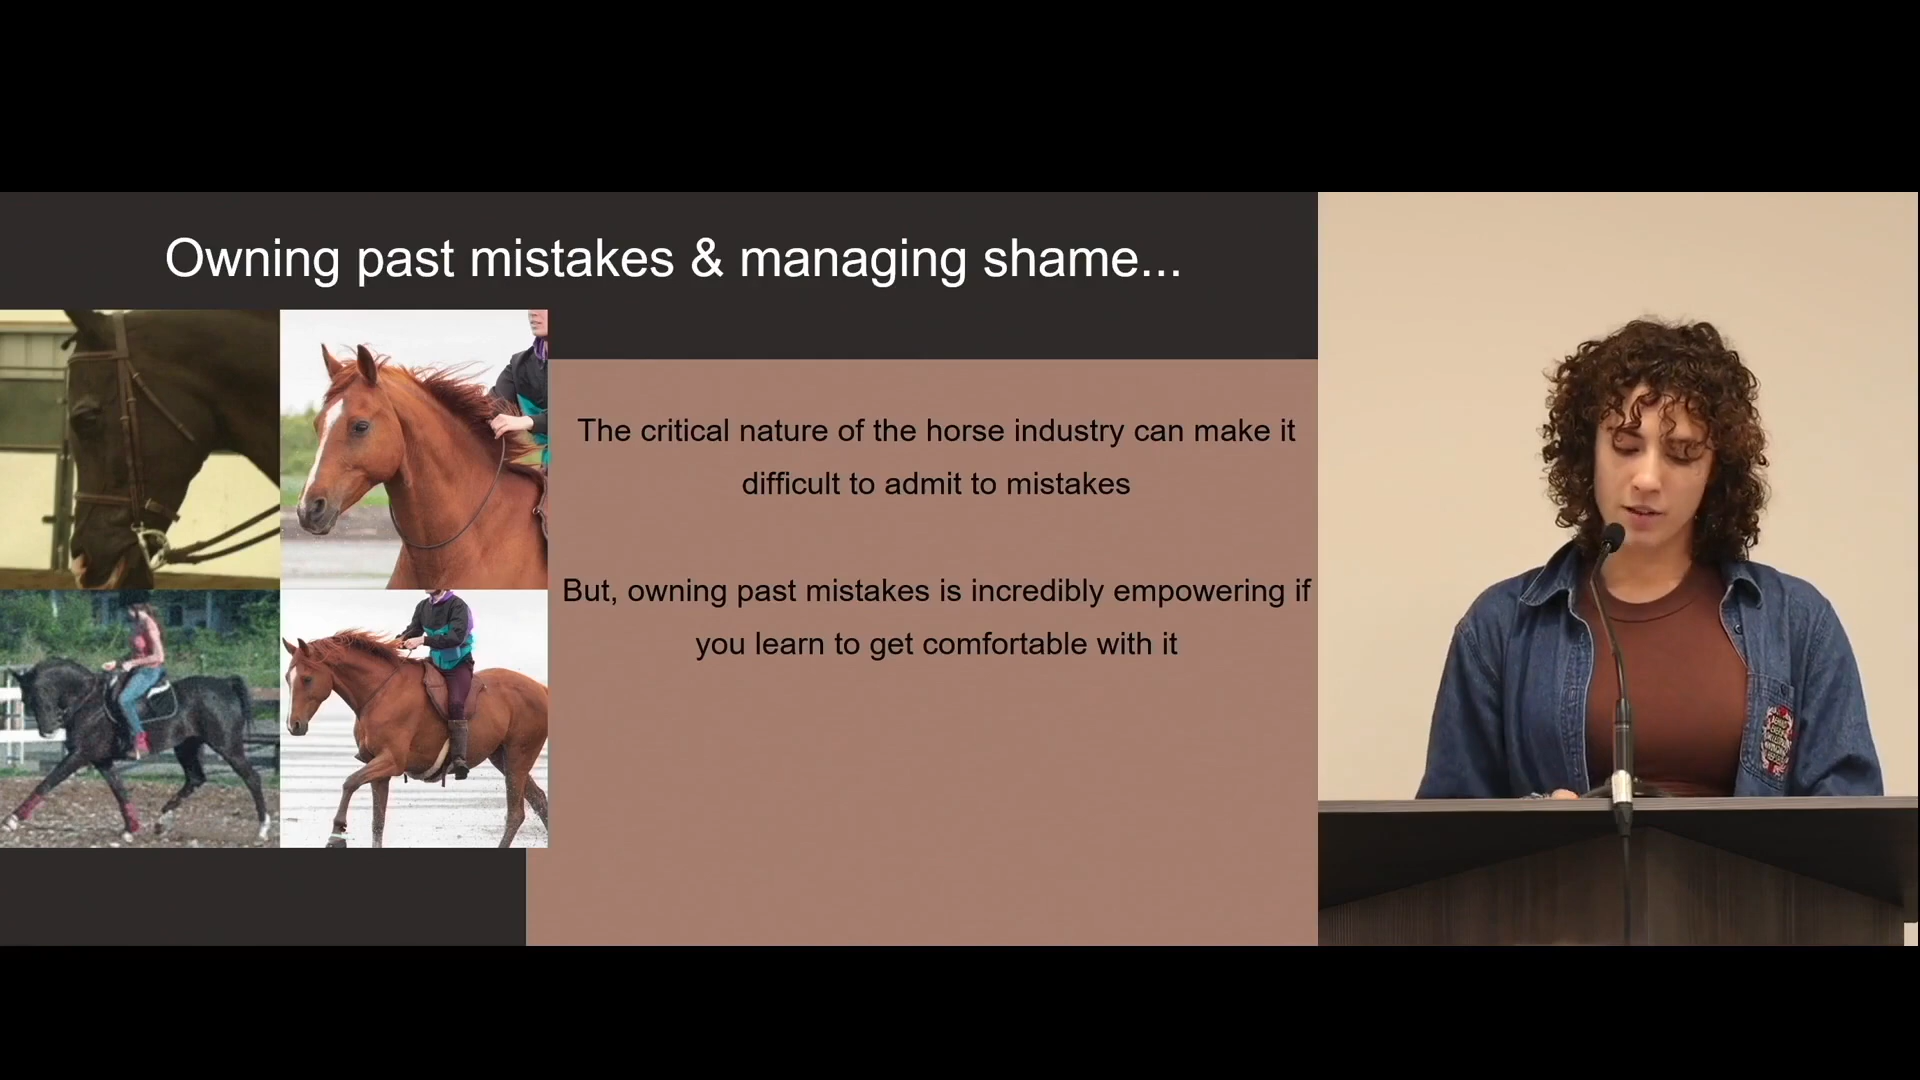 Owning past mistakes & managing shame...
The critical nature of the horse industry can make it
difficult to admit to mistakes
But, owning past mistakes is incredibly empowering if
you learn to get comfortable with it